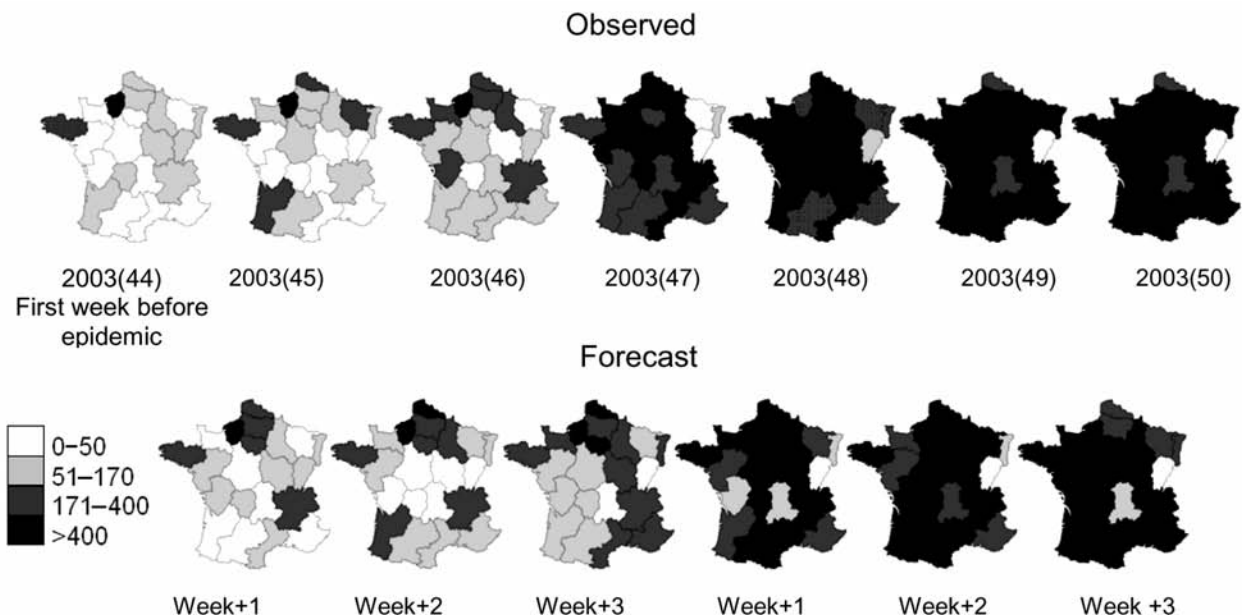 Observed
2003(44)
First week before
epidemic
2003(45)
2003(46)
2003(47)
2003(48)
2003(49)
2003(50)
Forecast
0–50
51–170
171–400
>400
Week+1
Week+2
Week+3
Week+1
Week+2
Week +3